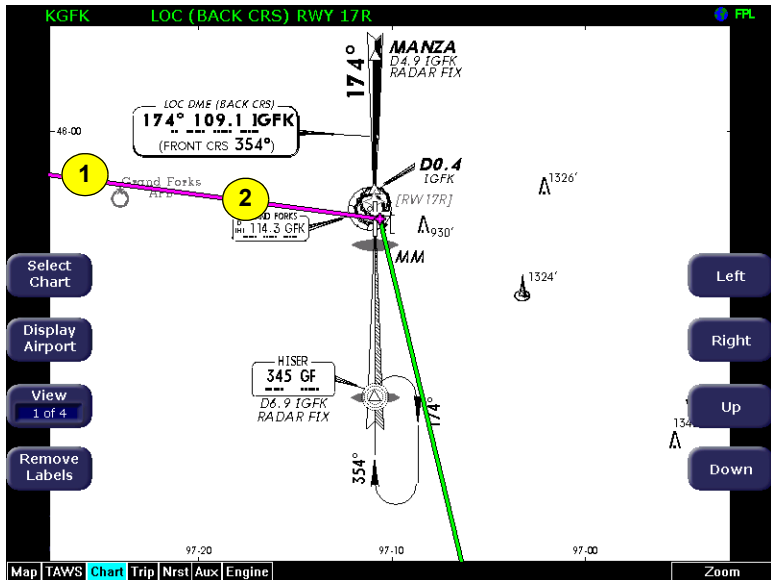 KGFK LOC (BACK CRS) RWY 17R FPL
MANZA
D4.9 IGFK
RADAR FIX
174°
LOC DME (BACK CRS)
174° 109.1 IGFK
(FRONT CRS 354°)
48-00
D0.4
IGFK
[RW17R]
1
2
Grand Forks
AFB
114.3 GFK
930'
1326'
MM
1324'
Select
Chart
Display
Airport
View
1 of 4
Remove
Labels
Left
Right
Up
Down
HISER
345 GF
D6.9 IGFK
RADAR FIX
174°
354°
97-20
97-10
97-00
Map TAWS Chart Trip Nrst Aux Engine Zoom